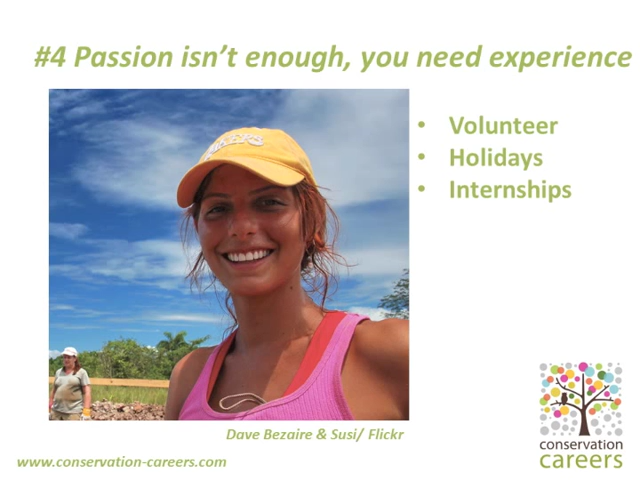 #4 Passion isn't enough, you need experience
• Volunteer
• Holidays
• Internships
Dave Bezaire & Susi/ Flickr
conservation
careers
www.conservation-careers.com